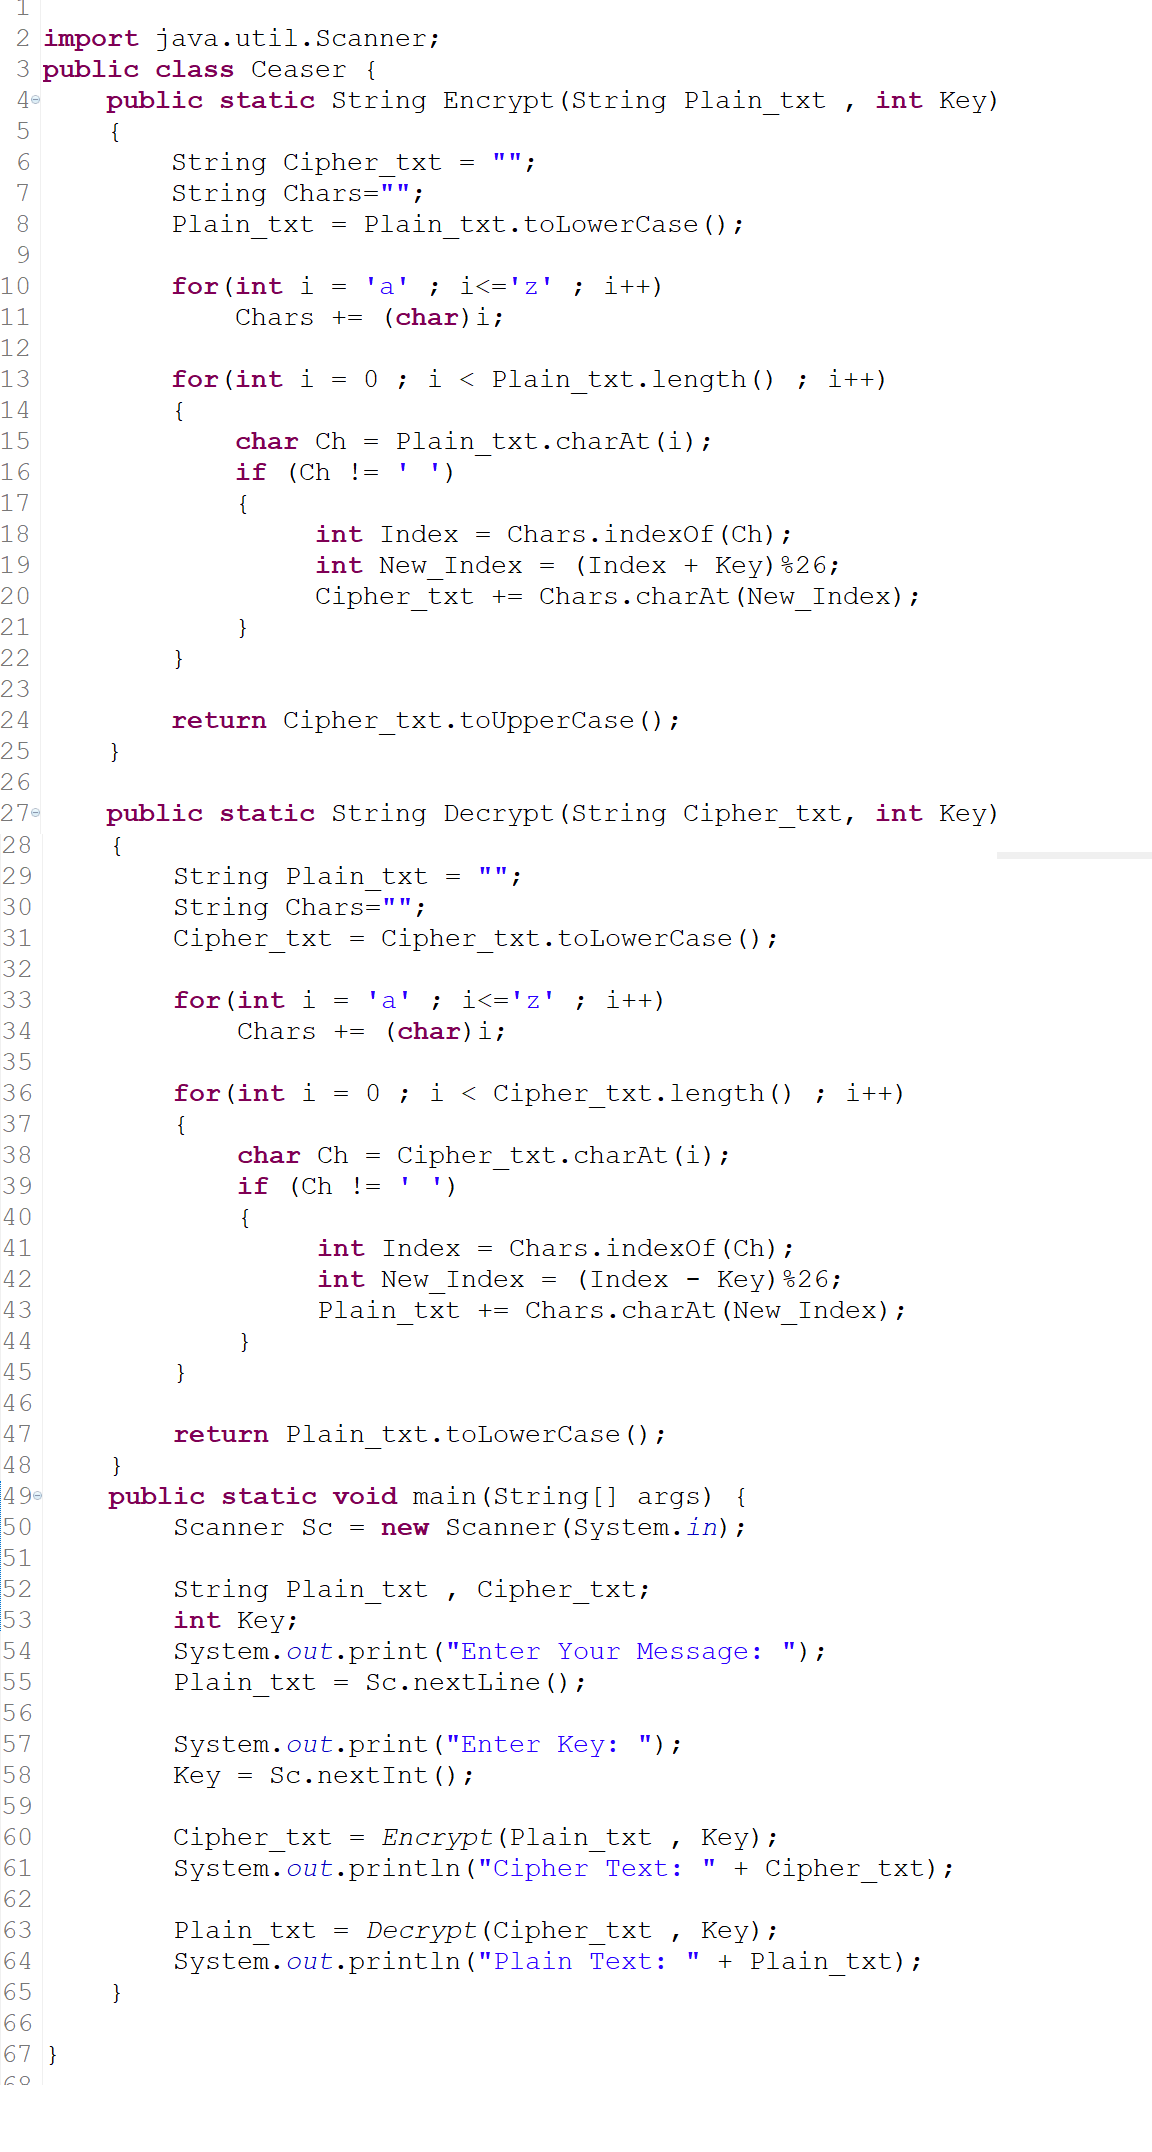 1
2 import java.util.Scanner;
3 public class Ceaser {
4 public static String Encrypt(String Plain_txt , int Key)
5 {
6 String Cipher_txt = "";
7 String Chars="";
8 Plain_txt = Plain_txt.toLowerCase();
9
10 for(int i = 'a' ; i<='z' ; i++)
11 Chars += (char)i;
12
13 for(int i = 0 ; i < Plain_txt.length() ; i++)
14 {
15 char Ch = Plain_txt.charAt(i);
16 if (Ch != ' ')
17 {
18 int Index = Chars.indexOf(Ch);
19 int New_Index = (Index + Key)%26;
20 Cipher_txt += Chars.charAt(New_Index);
21 }
22 }
23
24 return Cipher_txt.toUpperCase();
25 }
26
27 public static String Decrypt(String Cipher_txt, int Key)
28 {
29 String Plain_txt = "";
30 String Chars="";
31 Cipher_txt = Cipher_txt.toLowerCase();
32
33 for(int i = 'a' ; i<='z' ; i++)
34 Chars += (char)i;
35
36 for(int i = 0 ; i < Cipher_txt.length() ; i++)
37 {
38 char Ch = Cipher_txt.charAt(i);
39 if (Ch != ' ')
40 {
41 int Index = Chars.indexOf(Ch);
42 int New_Index = (Index - Key)%26;
43 Plain_txt += Chars.charAt(New_Index);
44 }
45 }
46
47 return Plain_txt.toLowerCase();
48 }
49 public static void main(String[] args) {
50 Scanner Sc = new Scanner(System.in);
51
52 String Plain_txt , Cipher_txt;
53 int Key;
54 System.out.print("Enter Your Message: ");
55 Plain_txt = Sc.nextLine();
56
57 System.out.print("Enter Key: ");
58 Key = Sc.nextInt();
59
60 Cipher_txt = Encrypt(Plain_txt , Key);
61 System.out.println("Cipher Text: " + Cipher_txt);
62
63 Plain_txt = Decrypt(Cipher_txt , Key);
64 System.out.println("Plain Text: " + Plain_txt);
65 }
66
67 }
68